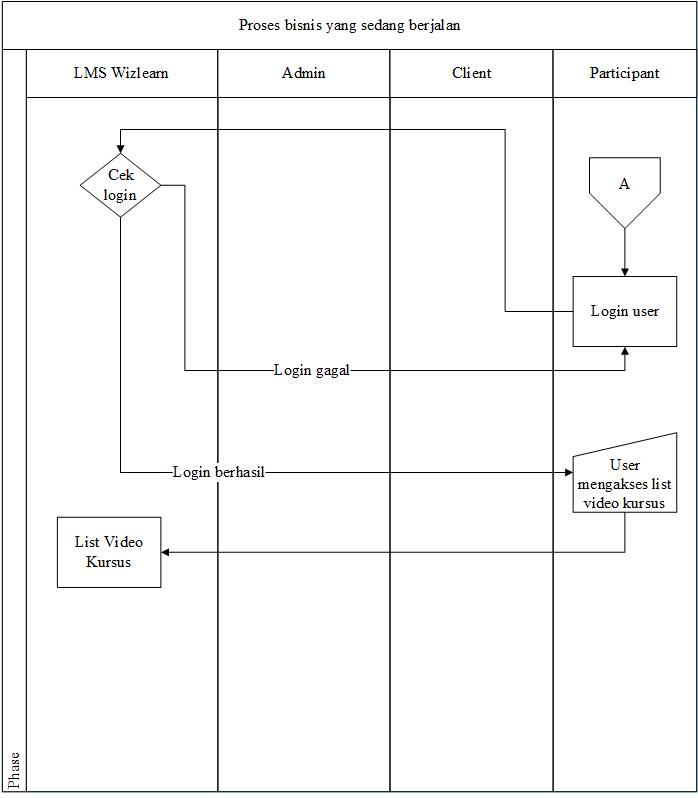 Proses bisnis yang sedang berjalan
LMS Wizlearn
Admin
Client
Participant
Cek
login
A
Login user
Login gagal
Login berhasil
User
mengakses list
video kursus
List Video
Kursus
Phase